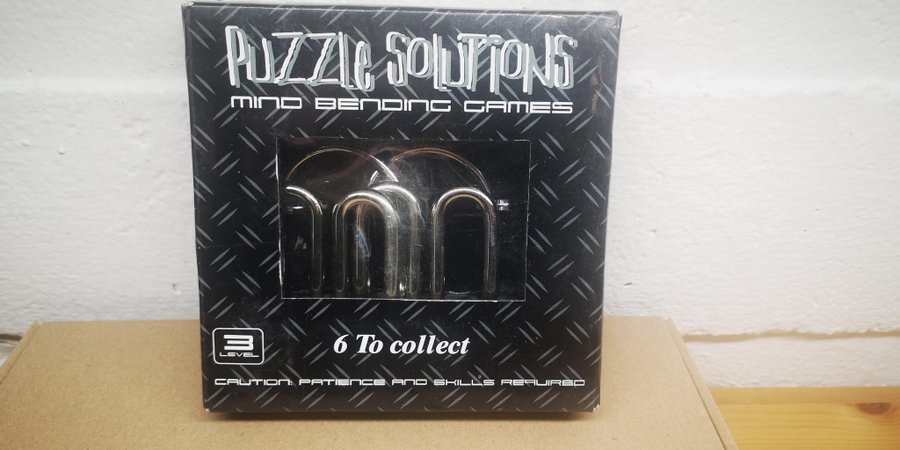 PUZZLE SOLUTIONS
MIND BENDING GAMES
6 To collect
3
LEVEL
CAUTION: PATIENCE AND SKILLS REQUIRED